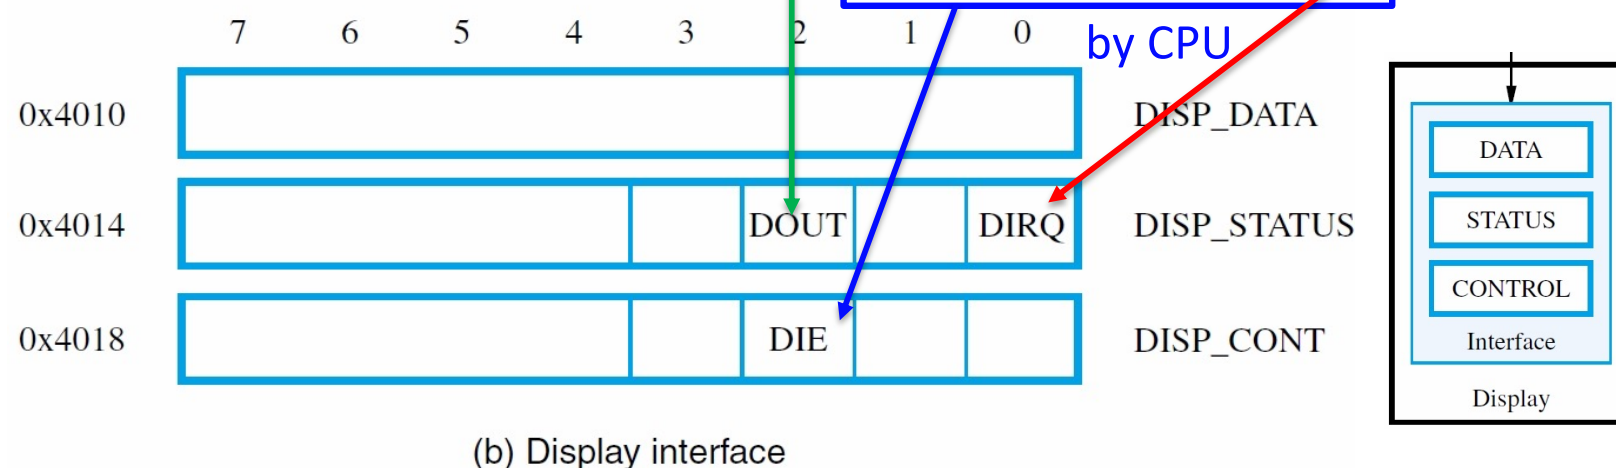 7 6 5 4 3 2 1 0
by CPU
0x4010 DISP_DATA
0x4014 DOUT DIRQ DISP_STATUS
0x4018 DIE DISP_CONT
DATA
STATUS
CONTROL
Interface
Display
(b) Display interface